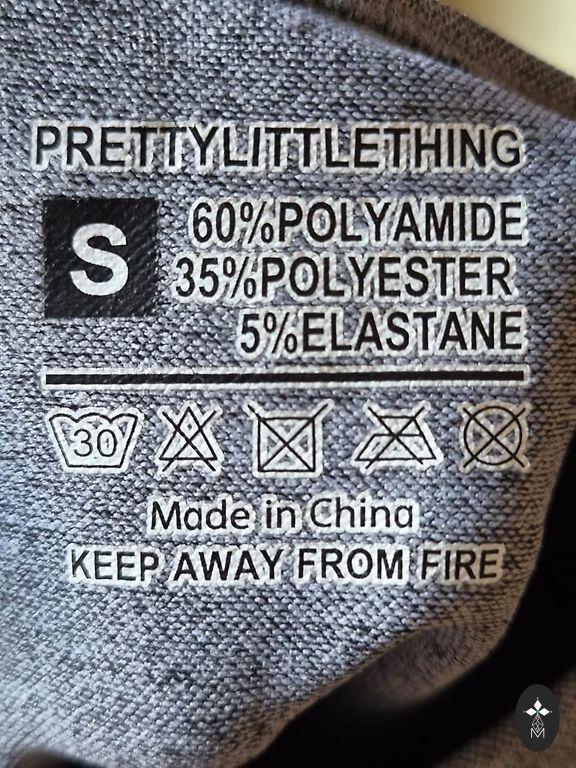 PRETTYLITTLETHING
S
60%POLYAMIDE
35%POLYESTER
5%ELASTANE
30
Made in China
KEEP AWAY FROM FIRE
M